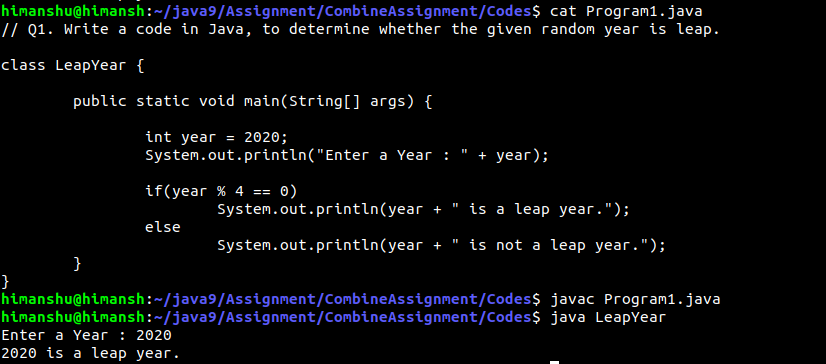 himanshu@himansh:~/java9/Assignment/CombineAssignment/Codes$ cat Program1.java
// Q1. Write a code in Java, to determine whether the given random year is leap.
class LeapYear {
public static void main(String[] args) {
int year = 2020;
System.out.println("Enter a Year : " + year);
if(year % 4 == 0)
System.out.println(year + " is a leap year.");
else
System.out.println(year + " is not a leap year.");
}
}
himanshu@himansh:~/java9/Assignment/CombineAssignment/Codes$ javac Program1.java
himanshu@himansh:~/java9/Assignment/CombineAssignment/Codes$ java LeapYear
Enter a Year : 2020
2020 is a leap year.